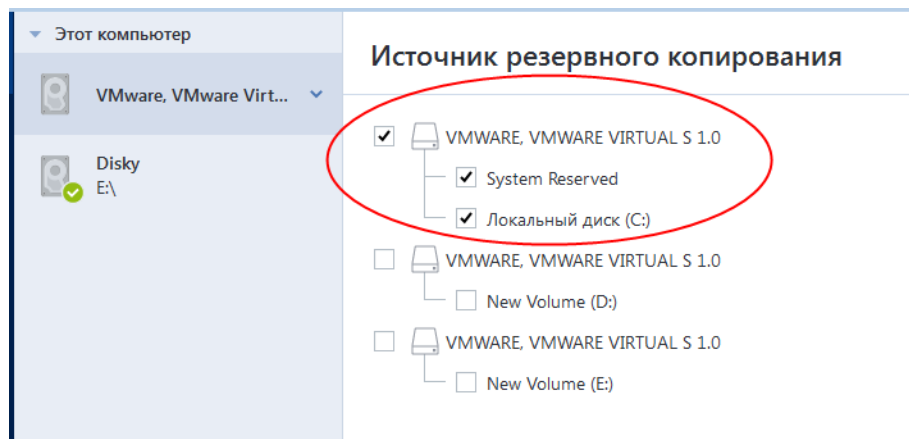 Этот компьютер
VMware, VMware Virt...
Disky
E:\
Источник резервного копирования
VMWARE, VMWARE VIRTUAL S 1.0
System Reserved
Локальный диск (C:)
VMWARE, VMWARE VIRTUAL S 1.0
New Volume (D:)
VMWARE, VMWARE VIRTUAL S 1.0
New Volume (E:)